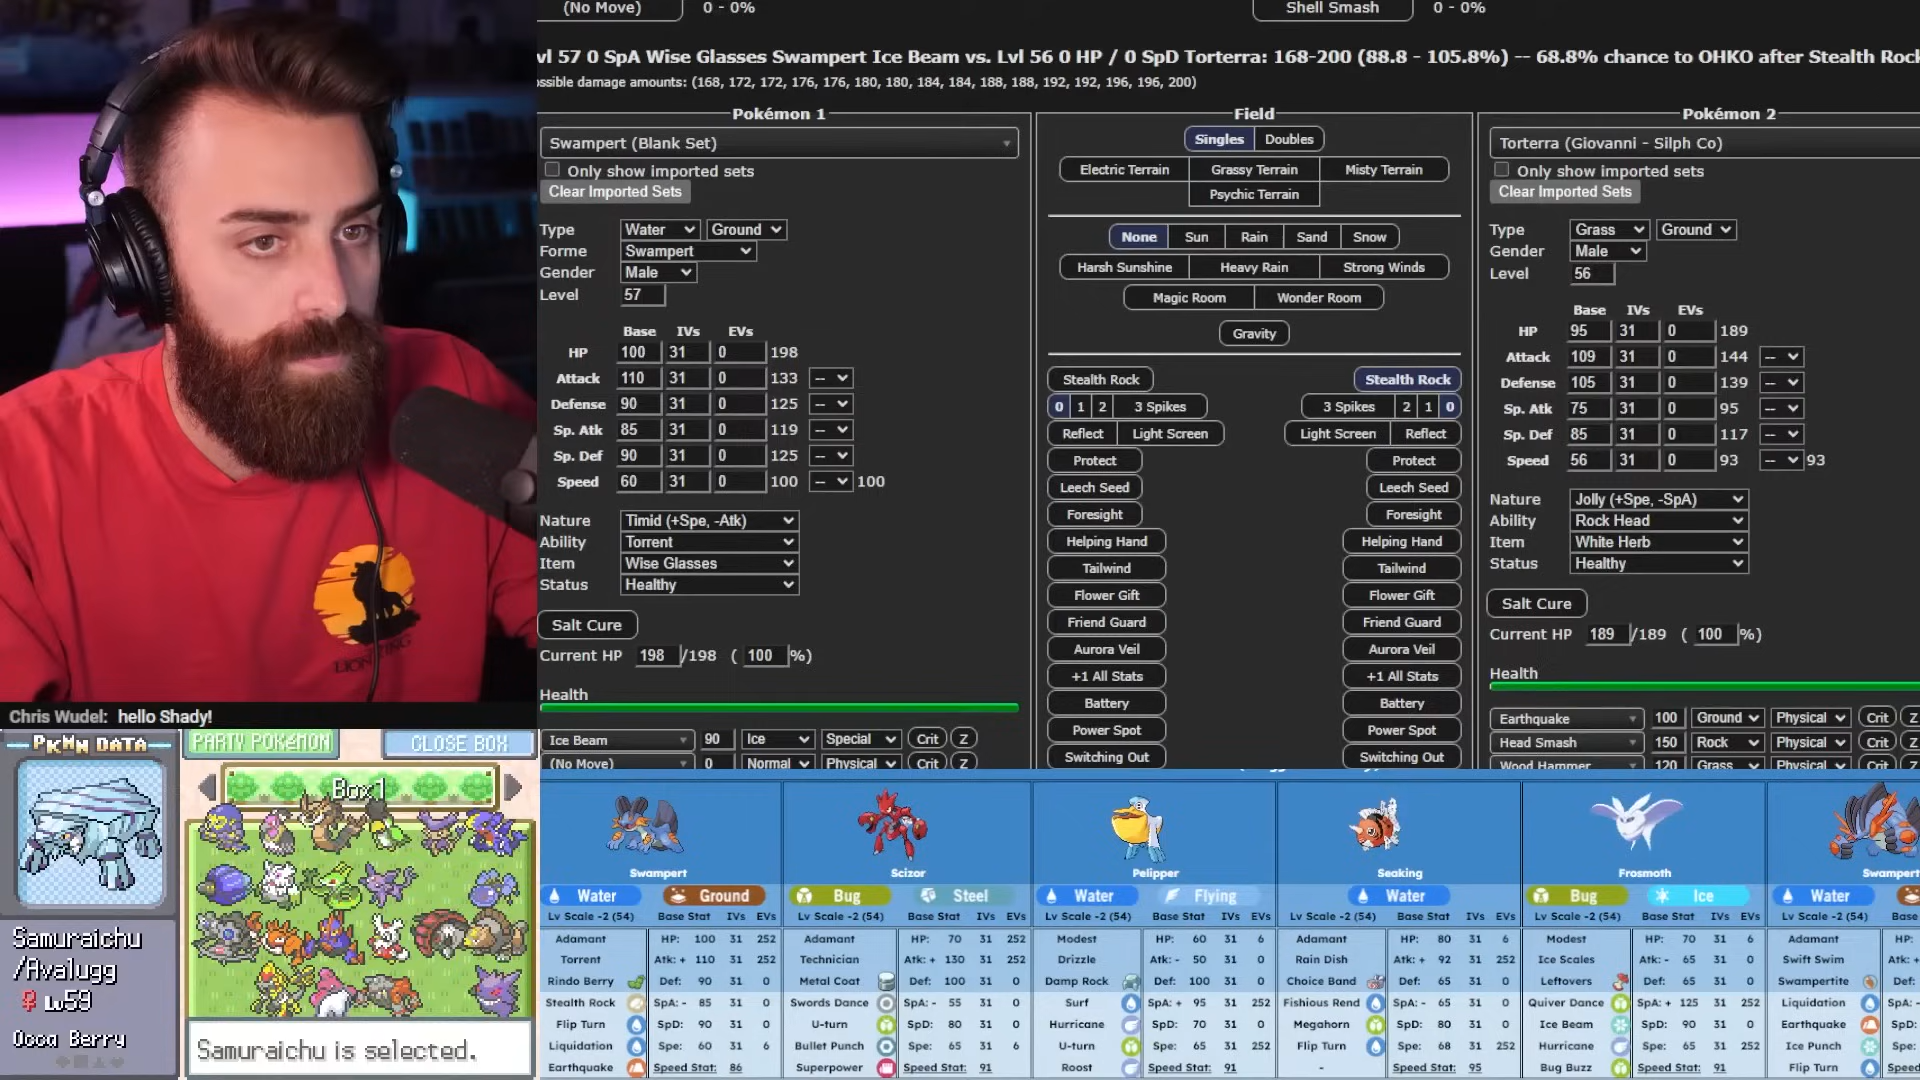 (No Move) 0 - 0% Shell Smash 0 - 0%
vl 57 0 SpA Wise Glasses Swampert Ice Beam vs. Lvl 56 0 HP / 0 SpD Torterra: 168-200 (88.8 - 105.8%) -- 68.8% chance to OHKO after Stealth Rock
ossible damage amounts: (168, 172, 172, 176, 176, 180, 180, 184, 184, 188, 188, 192, 192, 196, 196, 200)
Pokémon 1
Swampert (Blank Set)
Only show imported sets
Clear Imported Sets
Type Water Ground
Forme Swampert
Gender Male
Level 57
Base IVs EVs
HP 100 31 0 198
Attack 110 31 0 133 --
Defense 90 31 0 125 --
Sp. Atk 85 31 0 119 --
Sp. Def 90 31 0 125 --
Speed 60 31 0 100 -- 100
Nature Timid (+Spe, -Atk)
Ability Torrent
Item Wise Glasses
Status Healthy
Salt Cure
Current HP 198 /198 ( 100 %)
Health
Ice Beam 90 Ice Special Crit Z
(No Move) 0 Normal Physical Crit Z
Field
Singles Doubles
Electric Terrain Grassy Terrain Misty Terrain
Psychic Terrain
None Sun Rain Sand Snow
Harsh Sunshine Heavy Rain Strong Winds
Magic Room Wonder Room
Gravity
Stealth Rock Stealth Rock
0 1 2 3 Spikes 3 Spikes 2 1 0
Reflect Light Screen Light Screen Reflect
Protect Protect
Leech Seed Leech Seed
Foresight Foresight
Helping Hand Helping Hand
Tailwind Tailwind
Flower Gift Flower Gift
Friend Guard Friend Guard
Aurora Veil Aurora Veil
+1 All Stats +1 All Stats
Battery Battery
Power Spot Power Spot
Switching Out Switching Out
Pokémon 2
Torterra (Giovanni - Silph Co)
Only show imported sets
Clear Imported Sets
Type Grass Ground
Gender Male
Level 56
Base IVs EVs
HP 95 31 0 189
Attack 109 31 0 144 --
Defense 105 31 0 139 --
Sp. Atk 75 31 0 95 --
Sp. Def 85 31 0 117 --
Speed 56 31 0 93 -- 93
Nature Jolly (+Spe, -SpA)
Ability Rock Head
Item White Herb
Status Healthy
Salt Cure
Current HP 189 /189 ( 100 %)
Health
Earthquake 100 Ground Physical Crit Z
Head Smash 150 Rock Physical Crit Z
Wood Hammer 120 Grass Physical Crit Z
LION KING
Chris Wudel: hello Shady!
PKMN DATA PARTY POKéMON CLOSE BOX
Box1
Samuraichu
/Avalugg
♀ Lv59
Occa Berry
Samuraichu is selected.
Swampert
Water Ground
Lv Scale -2 (54) Base Stat IVs EVs
Adamant HP: 100 31 252
Torrent Atk: + 110 31 252
Rindo Berry Def: 90 31 0
Stealth Rock SpA: - 85 31 0
Flip Turn SpD: 90 31 0
Liquidation Spe: 60 31 6
Earthquake Speed Stat: 86
Scizor
Bug Steel
Lv Scale -2 (54) Base Stat IVs EVs
Adamant HP: 70 31 252
Technician Atk: + 130 31 252
Metal Coat Def: 100 31 0
Swords Dance SpA: - 55 31 0
U-turn SpD: 80 31 0
Bullet Punch Spe: 65 31 6
Superpower Speed Stat: 91
Pelipper
Water Flying
Lv Scale -2 (54) Base Stat IVs EVs
Modest HP: 60 31 6
Drizzle Atk: - 50 31 0
Damp Rock Def: 100 31 0
Surf SpA: + 95 31 252
Hurricane SpD: 70 31 0
U-turn Spe: 65 31 252
Roost Speed Stat: 91
Seaking
Water
Lv Scale -2 (54) Base Stat IVs EVs
Adamant HP: 80 31 6
Rain Dish Atk: + 92 31 252
Choice Band Def: 65 31 0
Fishious Rend SpA: - 65 31 0
Megahorn SpD: 80 31 0
Flip Turn Spe: 68 31 252
- Speed Stat: 95
Frosmoth
Bug Ice
Lv Scale -2 (54) Base Stat IVs EVs
Modest HP: 70 31 6
Ice Scales Atk: - 65 31 0
Leftovers Def: 65 31 0
Quiver Dance SpA: + 125 31 252
Ice Beam SpD: 90 31 0
Hurricane Spe: 65 31 252
Bug Buzz Speed Stat: 91
Swampert
Water
Lv Scale -2 (54) Base
Adamant HP:
Swift Swim Atk: +
Swampertite Def:
Liquidation SpA: -
Earthquake SpD:
Ice Punch Spe:
Flip Turn Speed